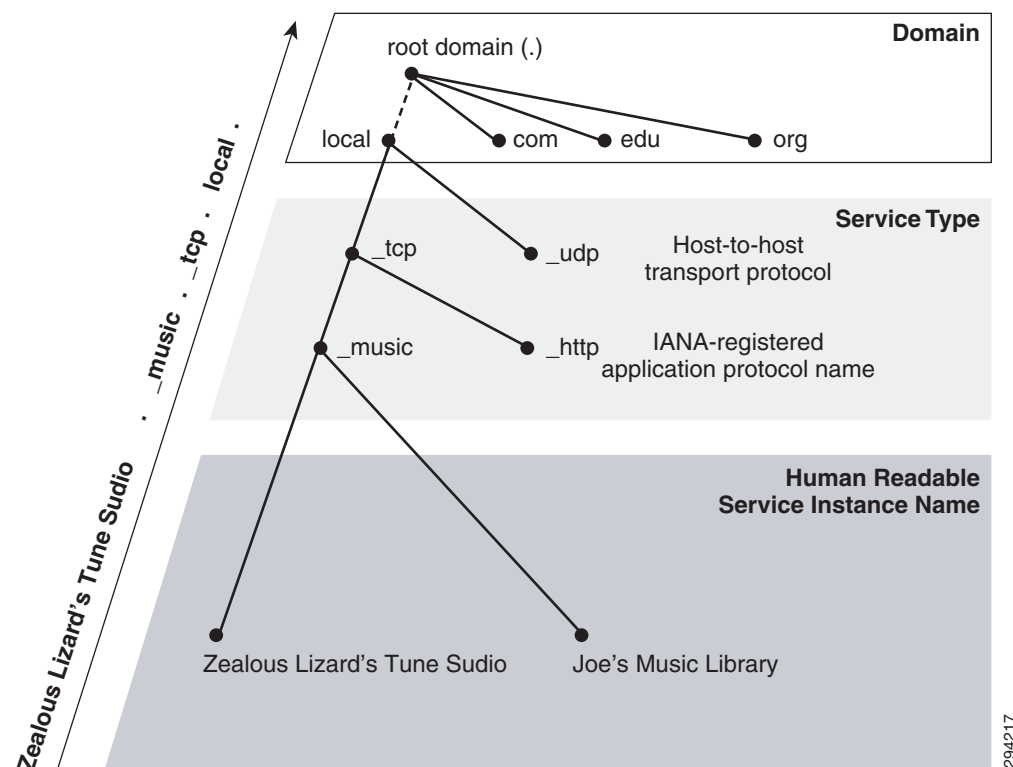 Domain
root domain (.)
local
com
edu
org
Service Type
_tcp
_udp
Host-to-host
transport protocol
_music
_http
IANA-registered
application protocol name
Human Readable
Service Instance Name
Zealous Lizard's Tune Sudio
Joe's Music Library
Zealous Lizard's Tune Sudio . _music . _tcp . local .
294217